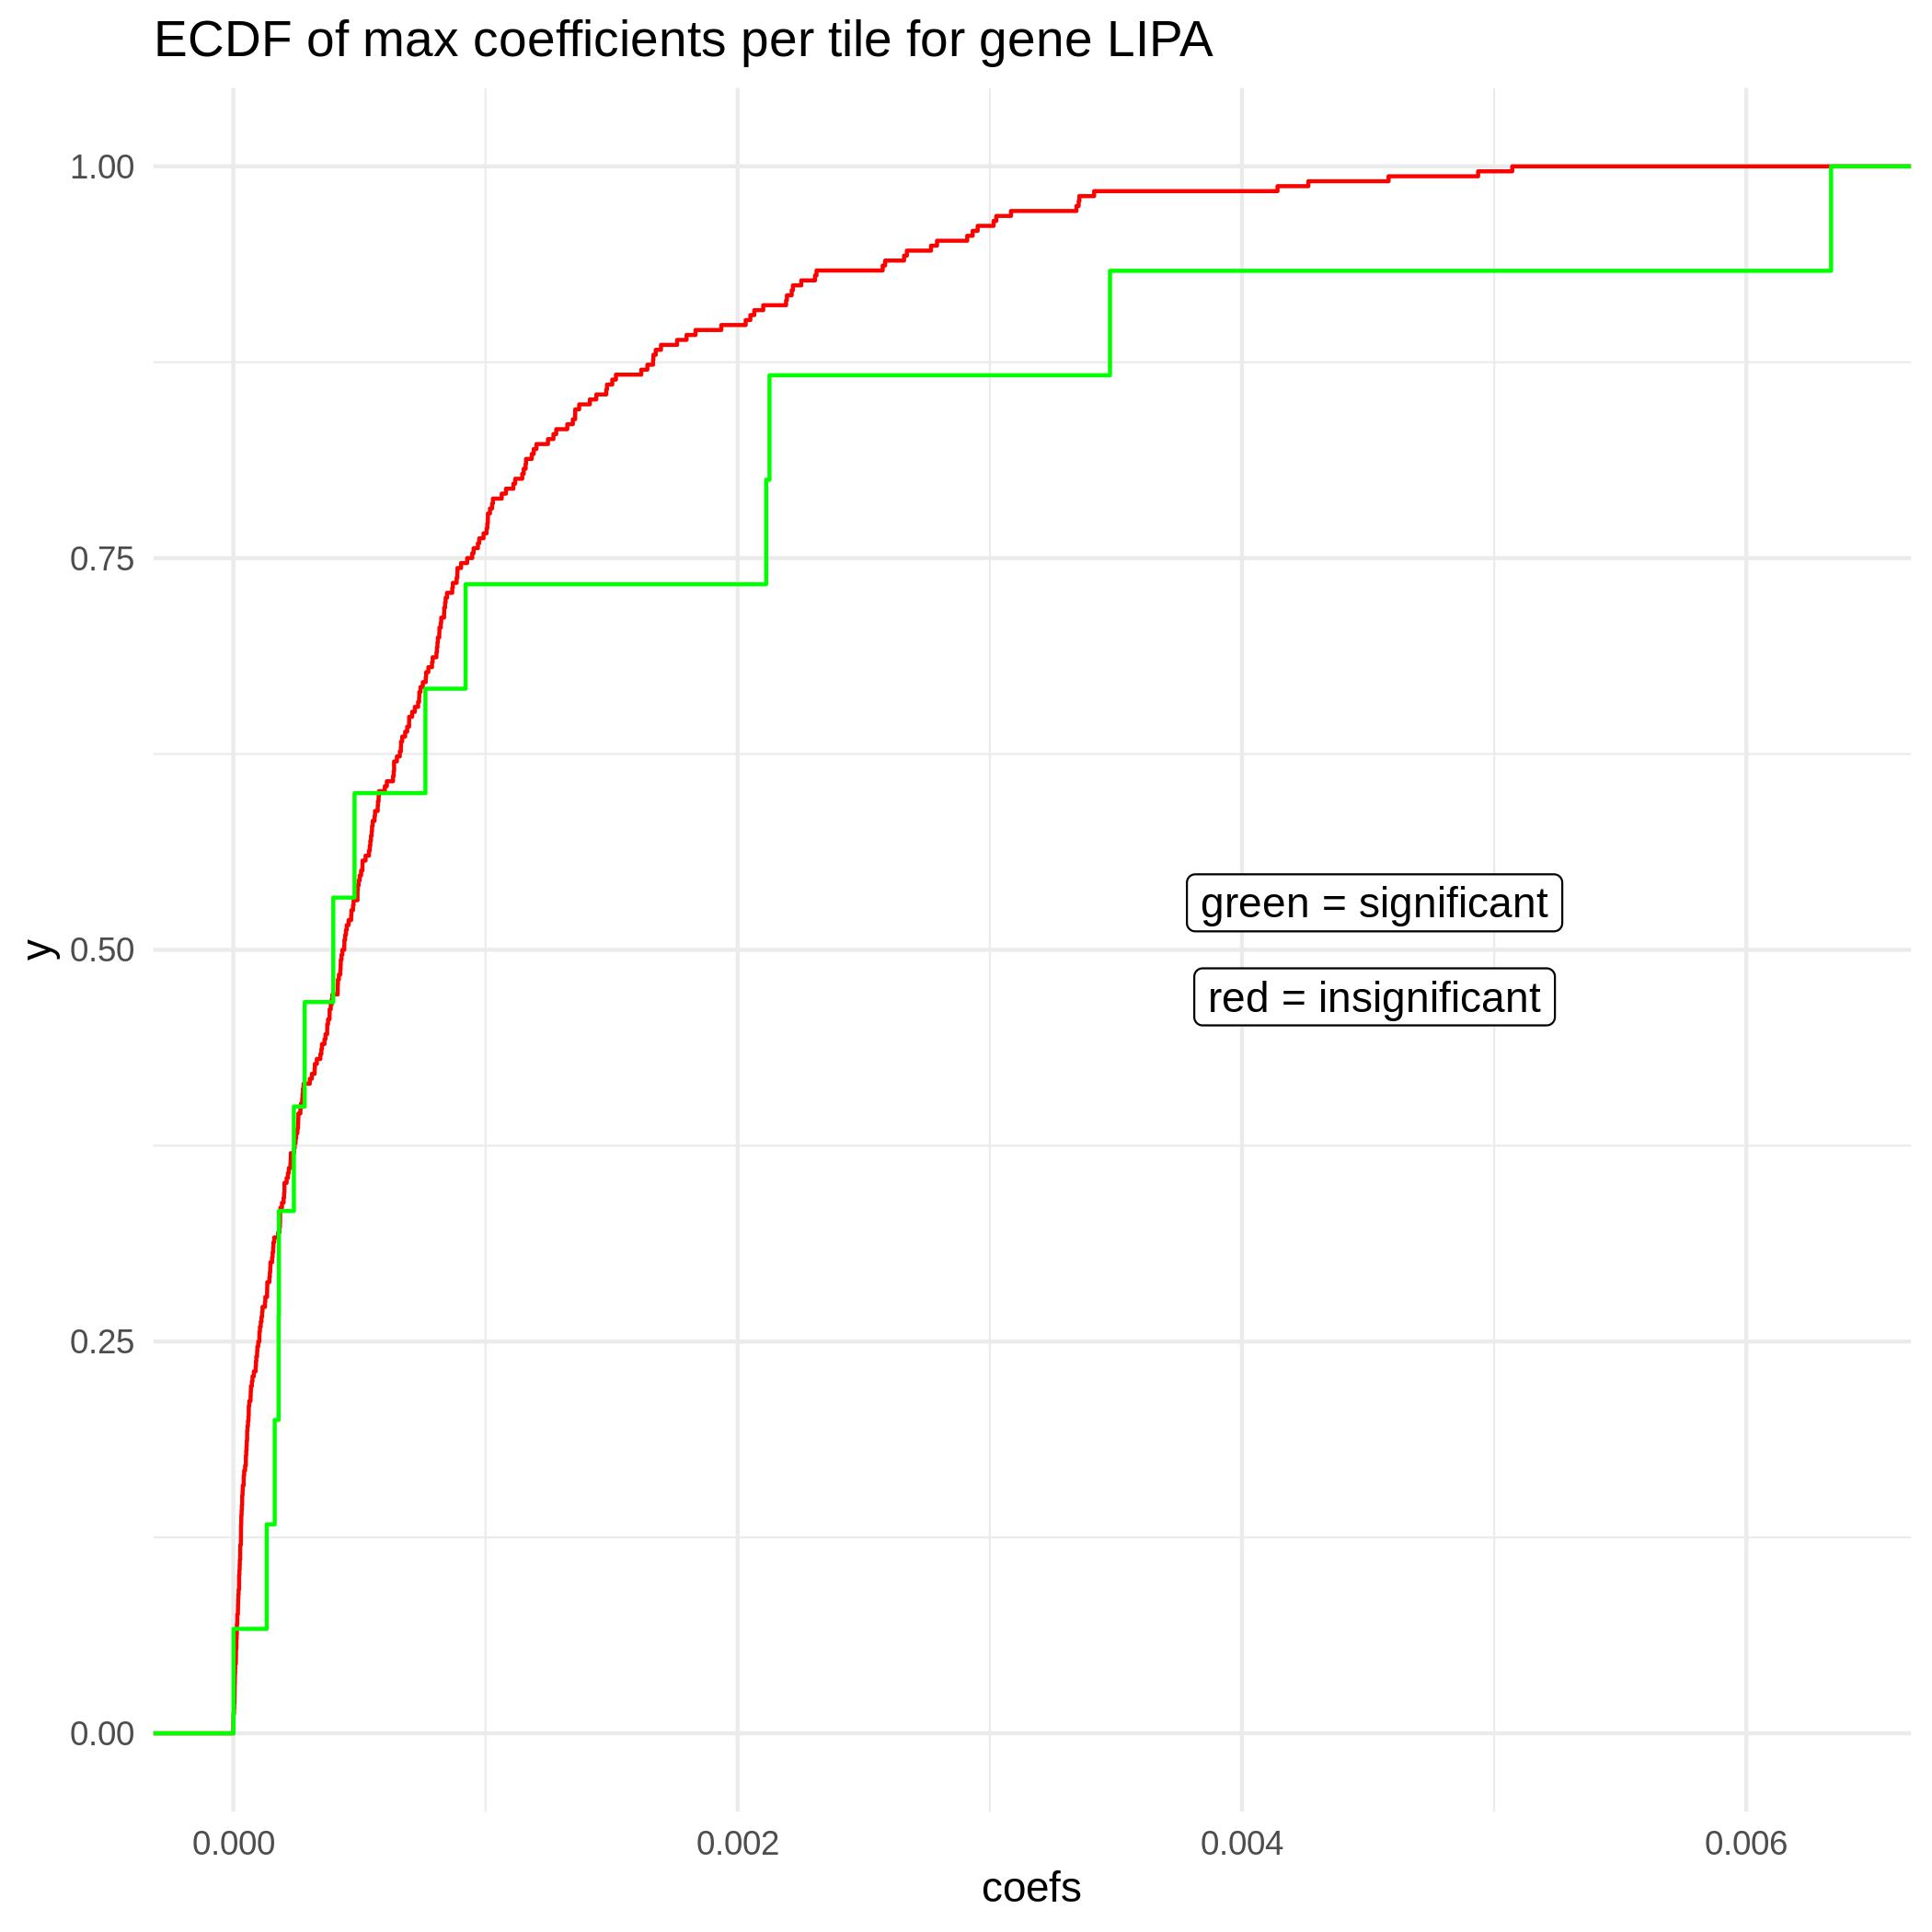 ECDF of max coefficients per tile for gene LIPA
1.00
0.75
0.50
0.25
0.00
y
green = significant
red = insignificant
0.000
0.002
0.004
0.006
coefs